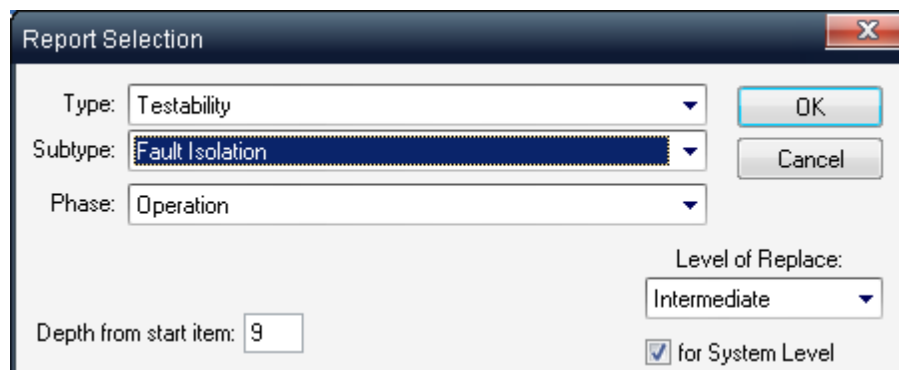 Report Selection
Type: Testability
OK
Subtype: Fault Isolation
Cancel
Phase: Operation
Level of Replace:
Intermediate
Depth from start item: 9
for System Level